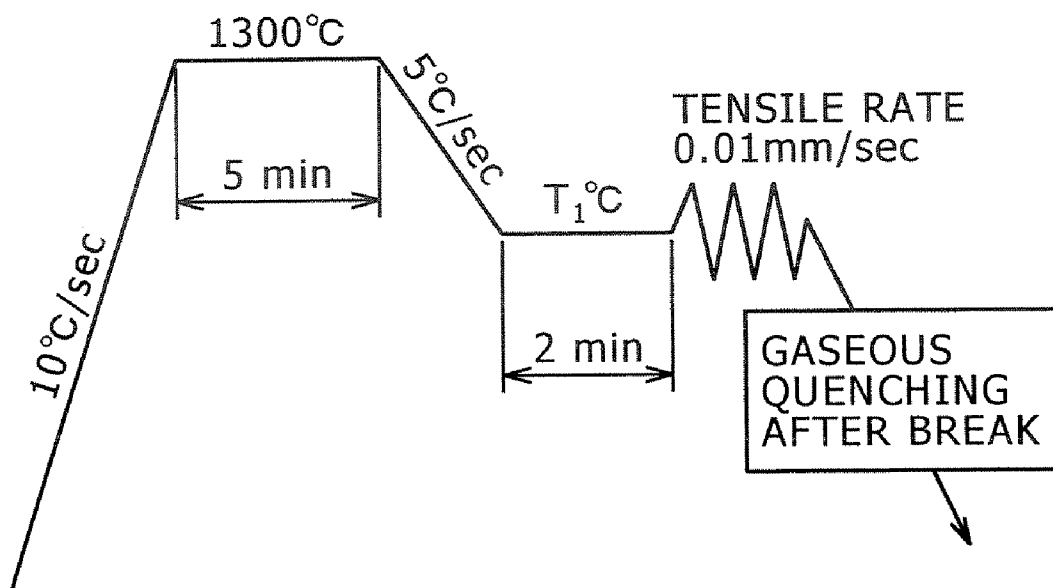 1300°C
5°C/sec
TENSILE RATE
0.01mm/sec
5 min
T₁°C
10°C/sec
2 min
GASEOUS
QUENCHING
AFTER BREAK